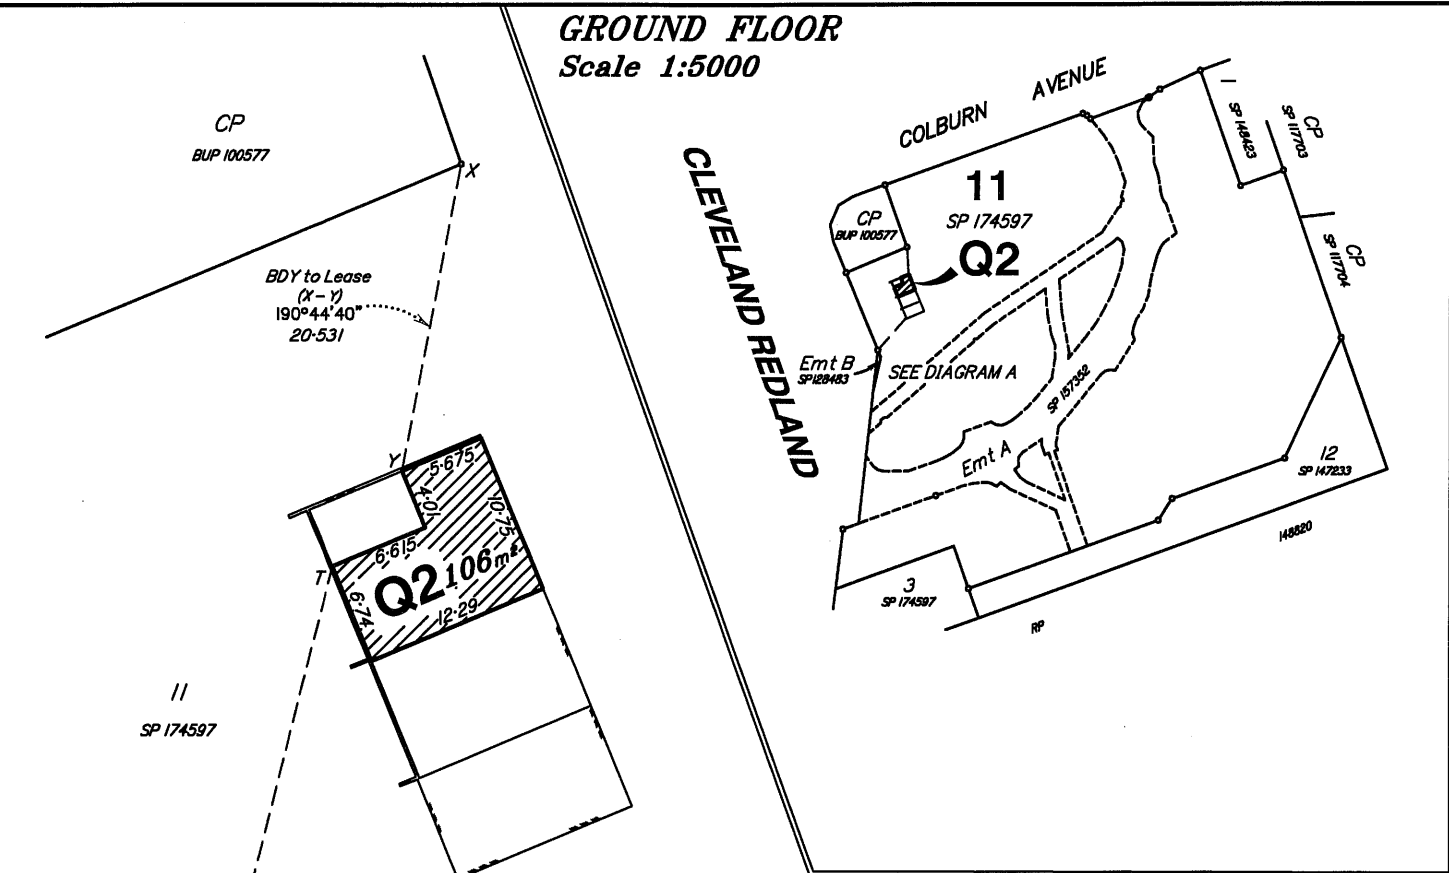 GROUND FLOOR
Scale 1:5000
CP
BUP 100577
X
BDY to Lease
(X-Y)
190°44'40"
20·531
Y
5·675
4·01
10·75
6·615
T
Q2 106m²
6·74
12·29
11
SP 174597
CLEVELAND REDLAND
COLBURN AVENUE
11
SP 174597
Q2
CP
BUP 100577
1
SP 148423
CP
SP 117703
CP
SP 117704
Emt B
SP128483
SEE DIAGRAM A
SP 157352
Emt A
12
SP 147233
3
SP 174597
RP
148820